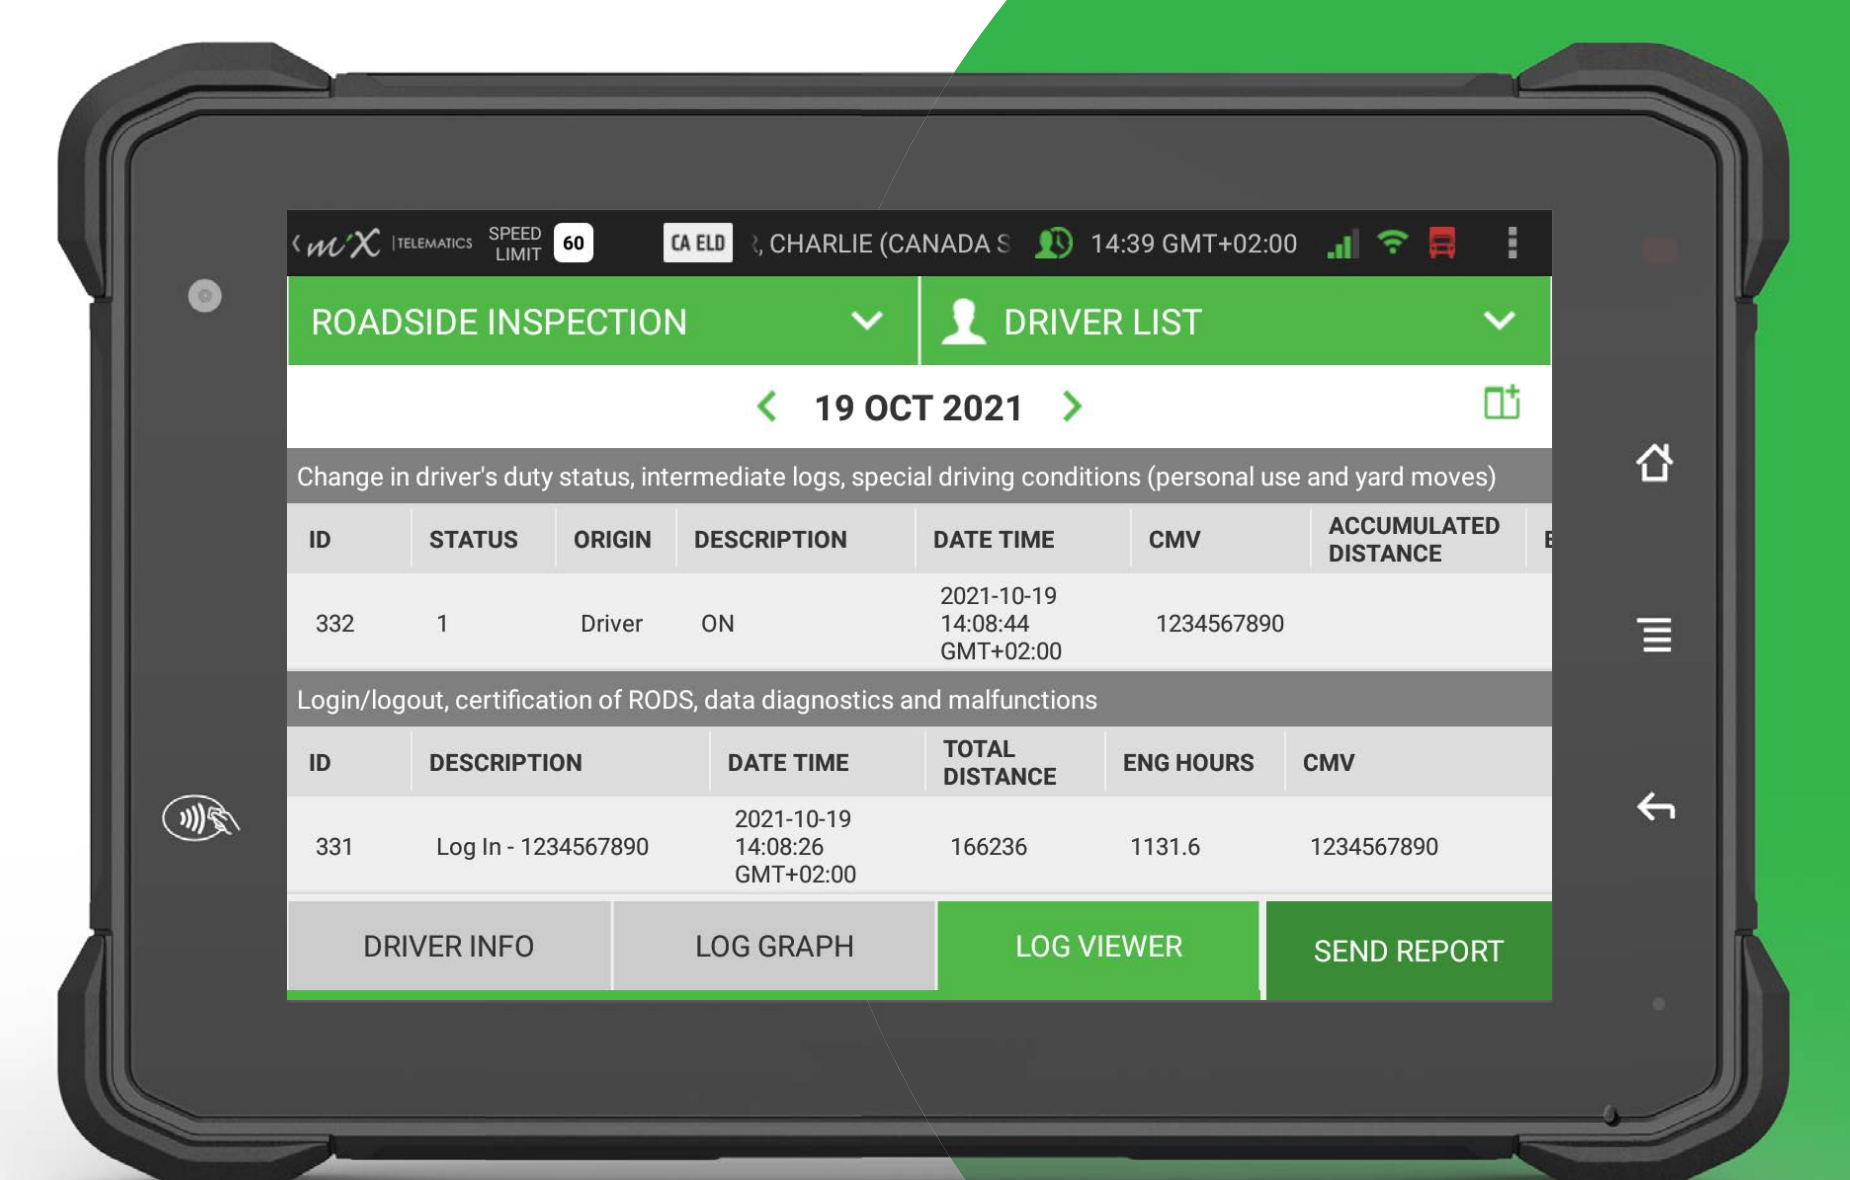 miX TELEMATICS SPEED LIMIT 60 CA ELD , CHARLIE (CANADA S 14:39 GMT+02:00
ROADSIDE INSPECTION DRIVER LIST
19 OCT 2021
Change in driver's duty status, intermediate logs, special driving conditions (personal use and yard moves)
ID STATUS ORIGIN DESCRIPTION DATE TIME CMV ACCUMULATED DISTANCE
332 1 Driver ON 2021-10-19 14:08:44 GMT+02:00 1234567890
Login/logout, certification of RODS, data diagnostics and malfunctions
ID DESCRIPTION DATE TIME TOTAL DISTANCE ENG HOURS CMV
331 Log In - 1234567890 2021-10-19 14:08:26 GMT+02:00 166236 1131.6 1234567890
DRIVER INFO LOG GRAPH LOG VIEWER SEND REPORT